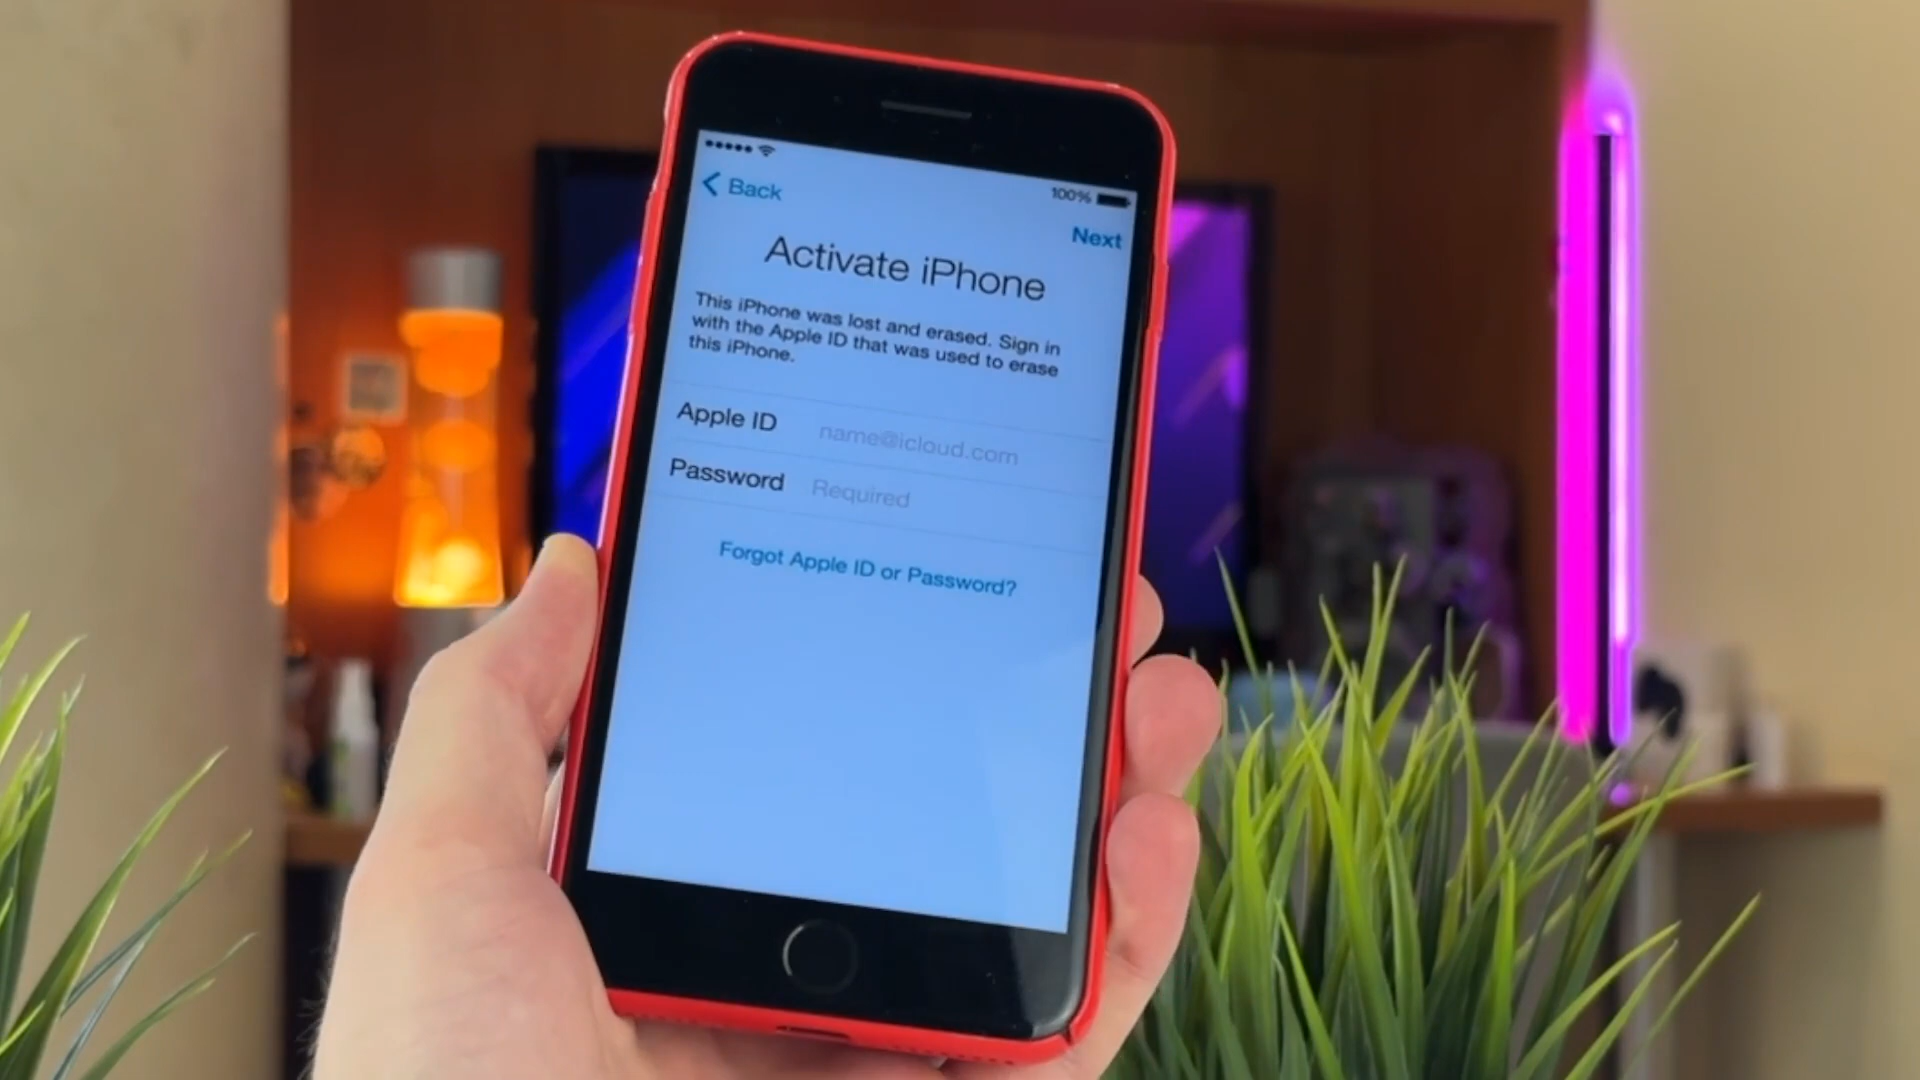 100%
Back
Next
Activate iPhone
This iPhone was lost and erased. Sign in
with the Apple ID that was used to erase
this iPhone.
Apple ID name@icloud.com
Password Required
Forgot Apple ID or Password?